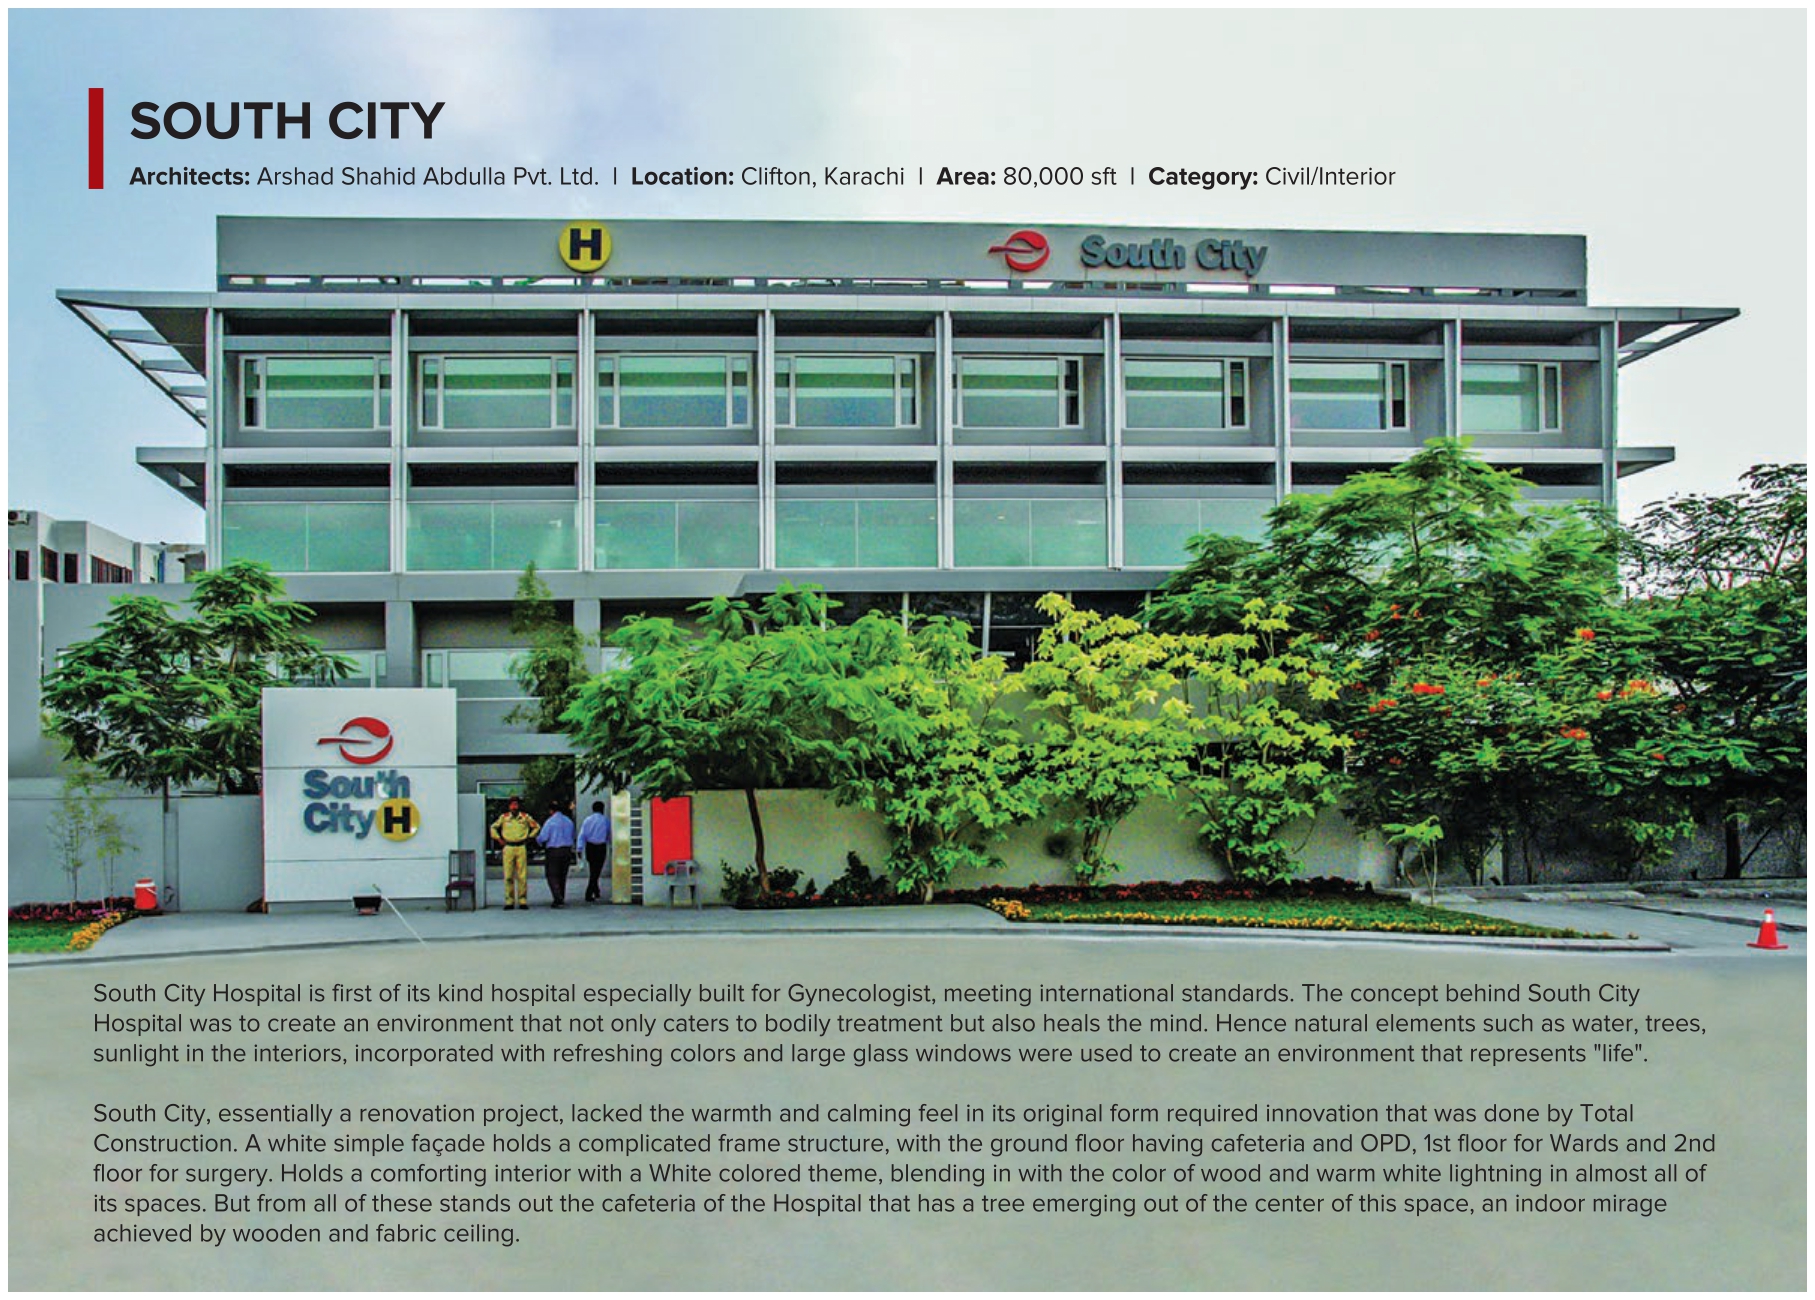 SOUTH CITY
Architects: Arshad Shahid Abdulla Pvt. Ltd. | Location: Clifton, Karachi | Area: 80,000 sft | Category: Civil/Interior
H South City
South
City H
South City Hospital is first of its kind hospital especially built for Gynecologist, meeting international standards. The concept behind South City
Hospital was to create an environment that not only caters to bodily treatment but also heals the mind. Hence natural elements such as water, trees,
sunlight in the interiors, incorporated with refreshing colors and large glass windows were used to create an environment that represents "life".
South City, essentially a renovation project, lacked the warmth and calming feel in its original form required innovation that was done by Total
Construction. A white simple façade holds a complicated frame structure, with the ground floor having cafeteria and OPD, 1st floor for Wards and 2nd
floor for surgery. Holds a comforting interior with a White colored theme, blending in with the color of wood and warm white lightning in almost all of
its spaces. But from all of these stands out the cafeteria of the Hospital that has a tree emerging out of the center of this space, an indoor mirage
achieved by wooden and fabric ceiling.